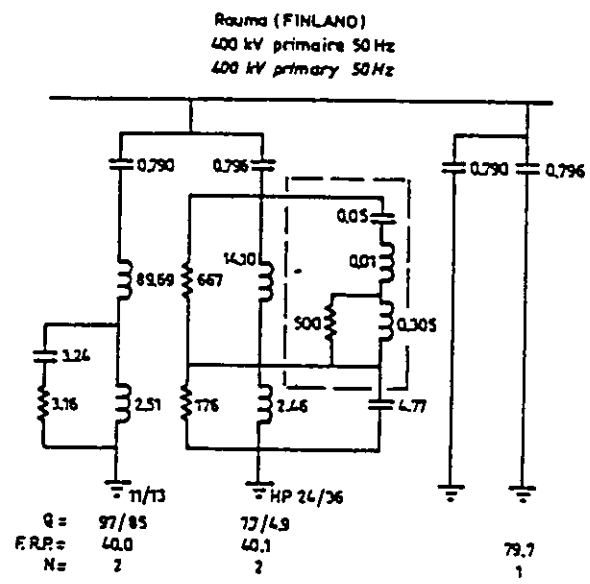 Rauma (FINLAND)
400 kV primaire 50 Hz
400 kV primary 50 Hz
0,790
0,796
0,790
0,796
0,05
89,69
667
14,10
0,01
500
0,305
3,24
3,16
2,51
176
2,46
4,77
11/13
HP 24/36
Q = 97/85 7,7/4,9
F.R.P. = 40.0 40.1 79.7
N = 2 2 1